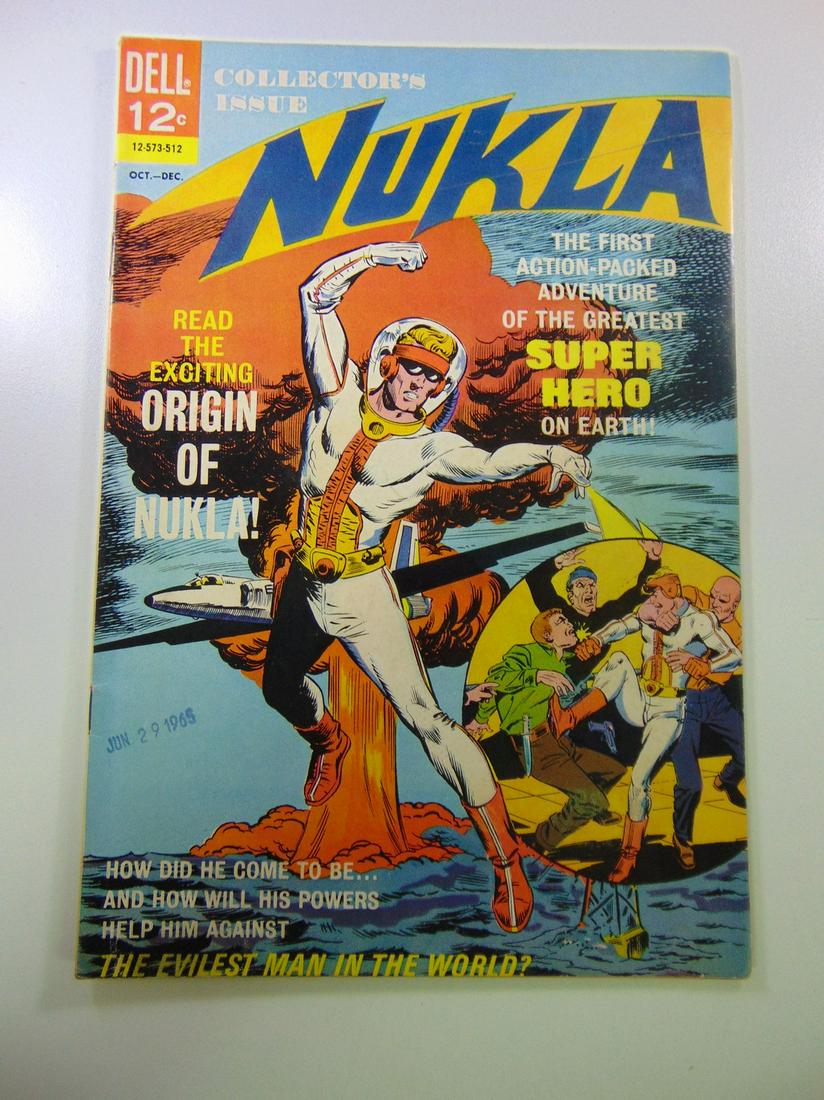 DELL®
12c
12-573-512
OCT.—DEC.
COLLECTOR'S
ISSUE
NUKLA
THE FIRST
ACTION-PACKED
ADVENTURE
OF THE GREATEST
SUPER
HERO
ON EARTH!
READ
THE
EXCITING
ORIGIN
OF
NUKLA!
JUN 29 1965
HOW DID HE COME TO BE...
AND HOW WILL HIS POWERS
HELP HIM AGAINST
THE EVILEST MAN IN THE WORLD?